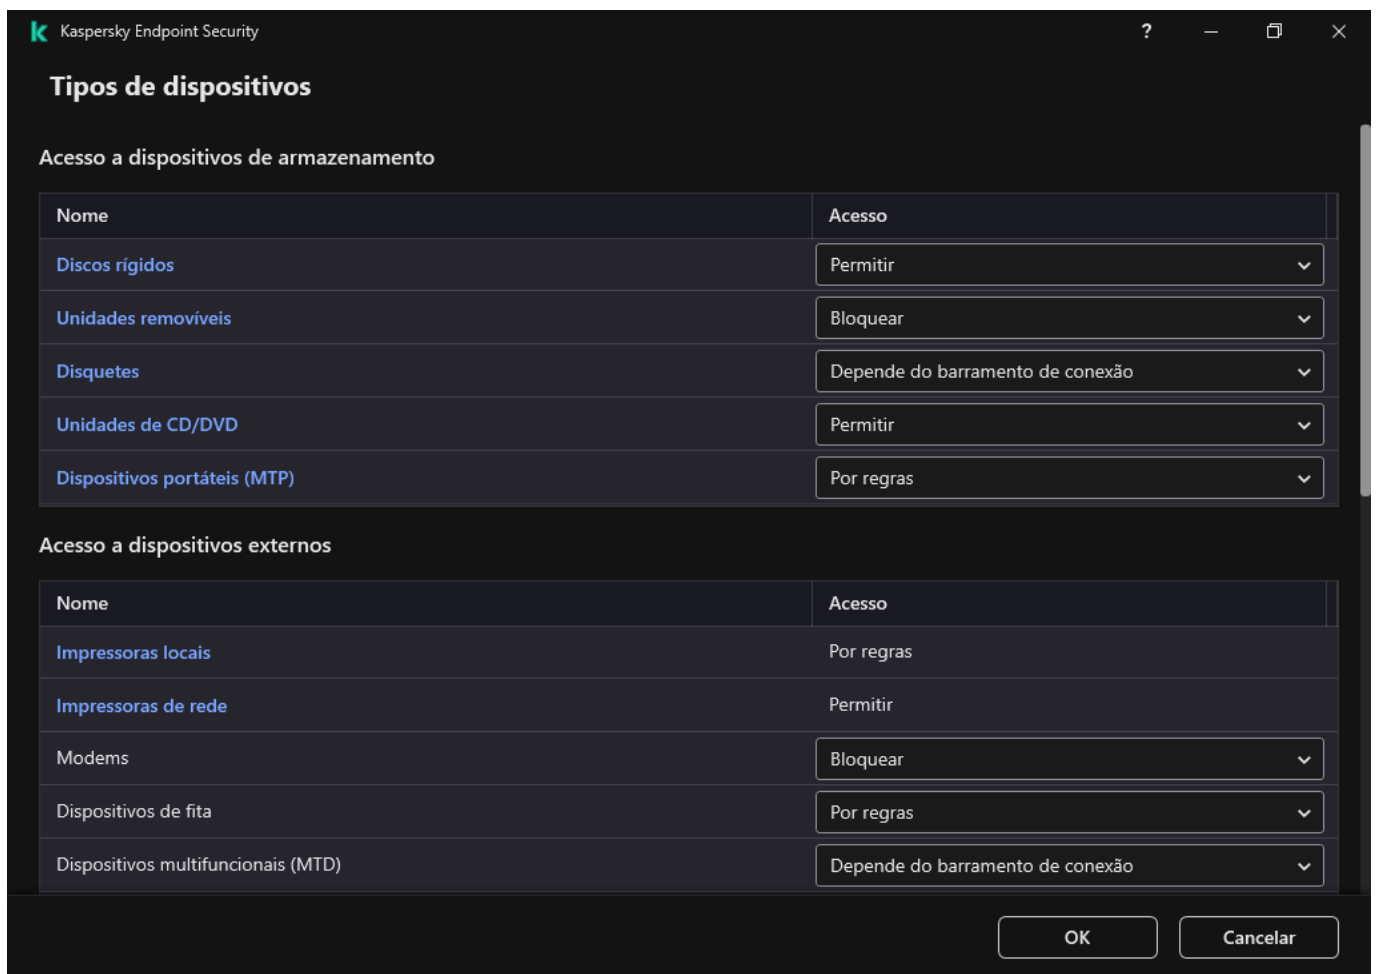 Kaspersky Endpoint Security
?
Tipos de dispositivos
Acesso a dispositivos de armazenamento
Nome Acesso
Discos rígidos Permitir
Unidades removíveis Bloquear
Disquetes Depende do barramento de conexão
Unidades de CD/DVD Permitir
Dispositivos portáteis (MTP) Por regras
Acesso a dispositivos externos
Nome Acesso
Impressoras locais Por regras
Impressoras de rede Permitir
Modems Bloquear
Dispositivos de fita Por regras
Dispositivos multifuncionais (MTD) Depende do barramento de conexão
OK Cancelar